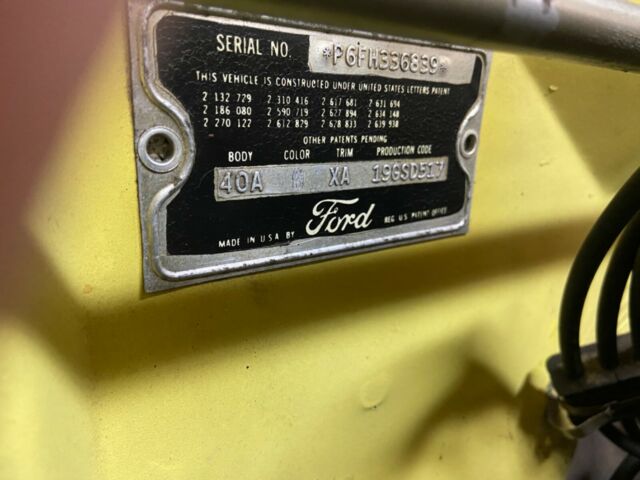 SERIAL NO. *P6FH336839*
THIS VEHICLE IS CONSTRUCTED UNDER UNITED STATES LETTERS PATENT
2 132 729 2 310 416 2 617 681 2 631 694
2 186 080 2 590 719 2 627 894 2 634 148
2 270 122 2 612 829 2 628 833 2 639 938
OTHER PATENTS PENDING
BODY COLOR TRIM PRODUCTION CODE
40A XA 19GSD517
MADE IN U S A BY Ford REG U.S. PATENT OFFICE